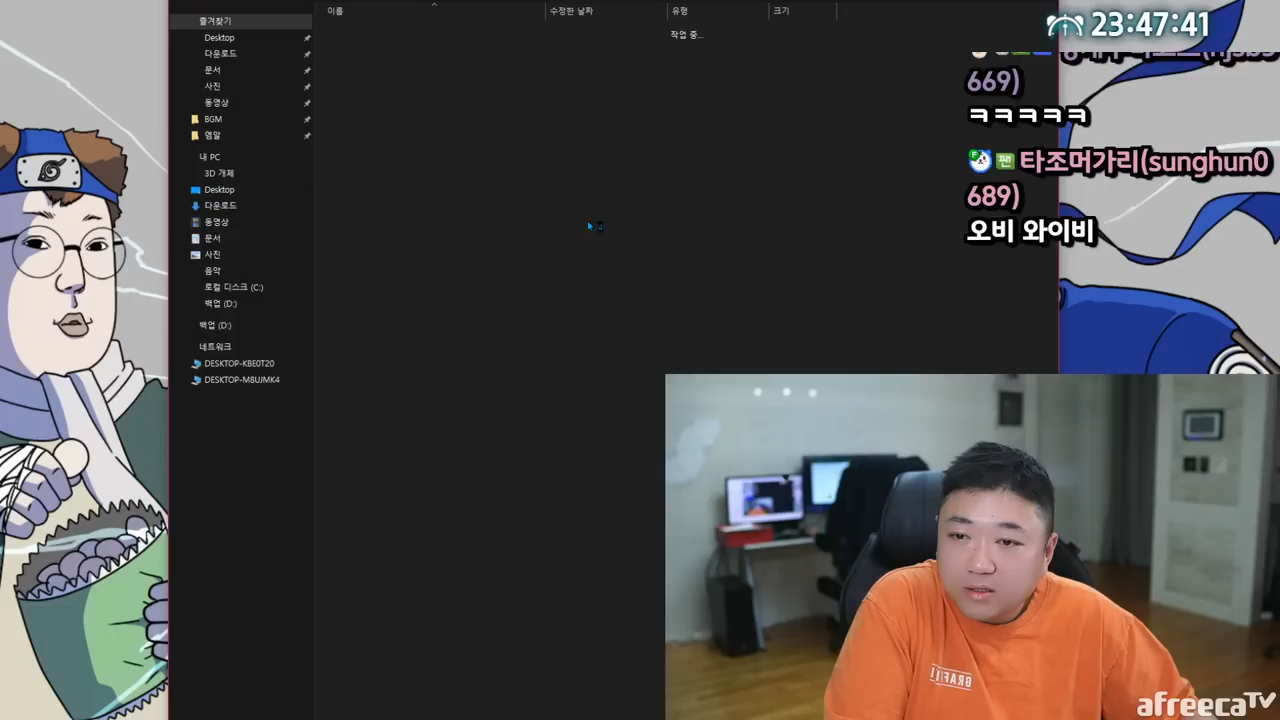 이름
수정한 날짜
유형
크기
작업 중...
즐겨찾기
Desktop
다운로드
문서
사진
동영상
BGM
엠알
내 PC
3D 개체
Desktop
다운로드
동영상
문서
사진
음악
로컬 디스크 (C:)
백업 (D:)
백업 (D:)
네트워크
DESKTOP-KBE0T20
DESKTOP-M8UJMK4
23:47:41
669)
ㅋㅋㅋㅋㅋ
팬 타조머가리(sunghun0
689)
오비 와이비
GRAFITI
afreecaTV